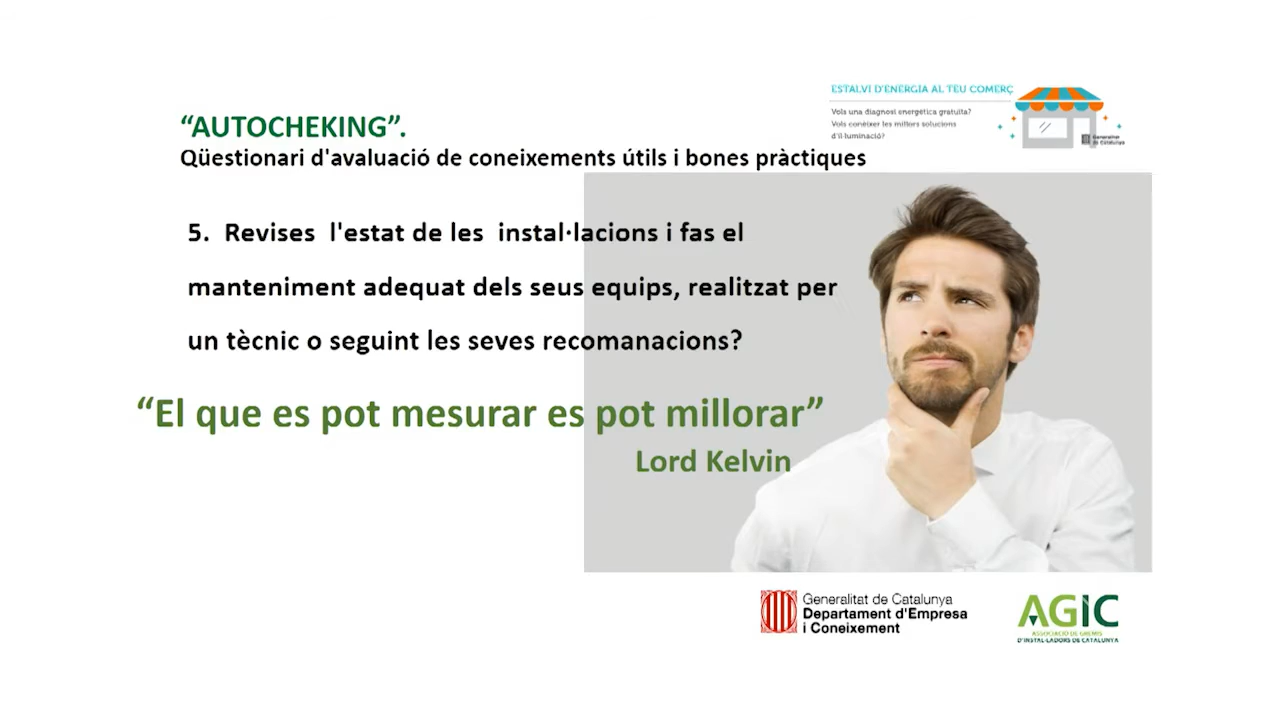 ESTALVI D'ENERGIA AL TEU COMERÇ
Vols una diagnosi energètica gratuïta?
Vols conèixer les millors solucions
d'il·luminació?
Generalitat
de Catalunya
“AUTOCHEKING”.
Qüestionari d'avaluació de coneixements útils i bones pràctiques
5. Revises l'estat de les instal·lacions i fas el
manteniment adequat dels seus equips, realitzat per
un tècnic o seguint les seves recomanacions?
“El que es pot mesurar es pot millorar”
Lord Kelvin
Generalitat de Catalunya
Departament d'Empresa
i Coneixement
AGIC
ASSOCIACIÓ DE GREMIS
D'INSTAL·LADORS DE CATALUNYA